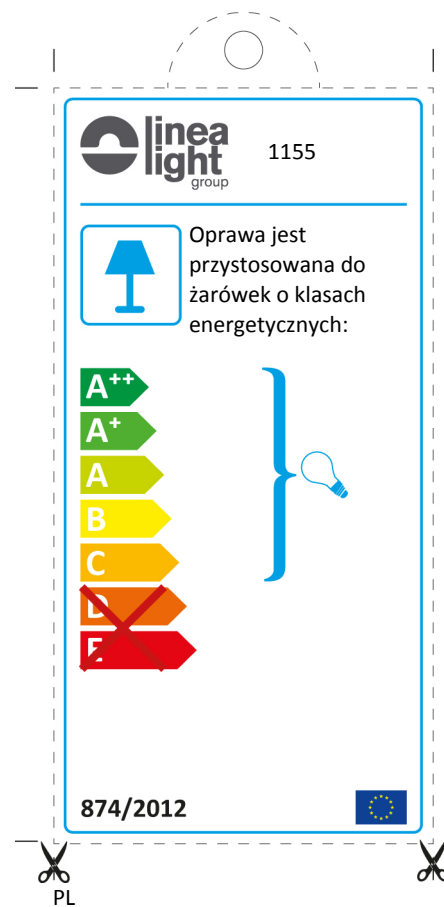 linea
light
group
1155
Oprawa jest
przystosowana do
żarówek o klasach
energetycznych:
A++
A+
A
B
C
D
E
874/2012
PL